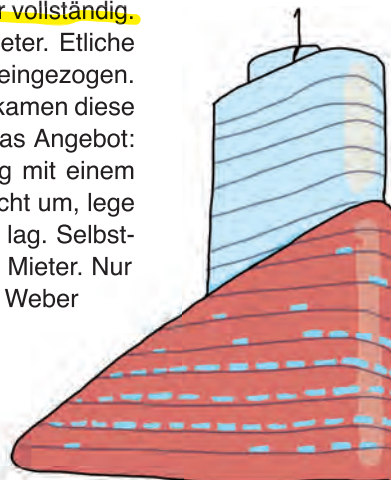 r vollständig.
eter. Etliche
eingezogen.
kamen diese
as Angebot:
g mit einem
cht um, lege
lag. Selbst-
Mieter. Nur
Weber